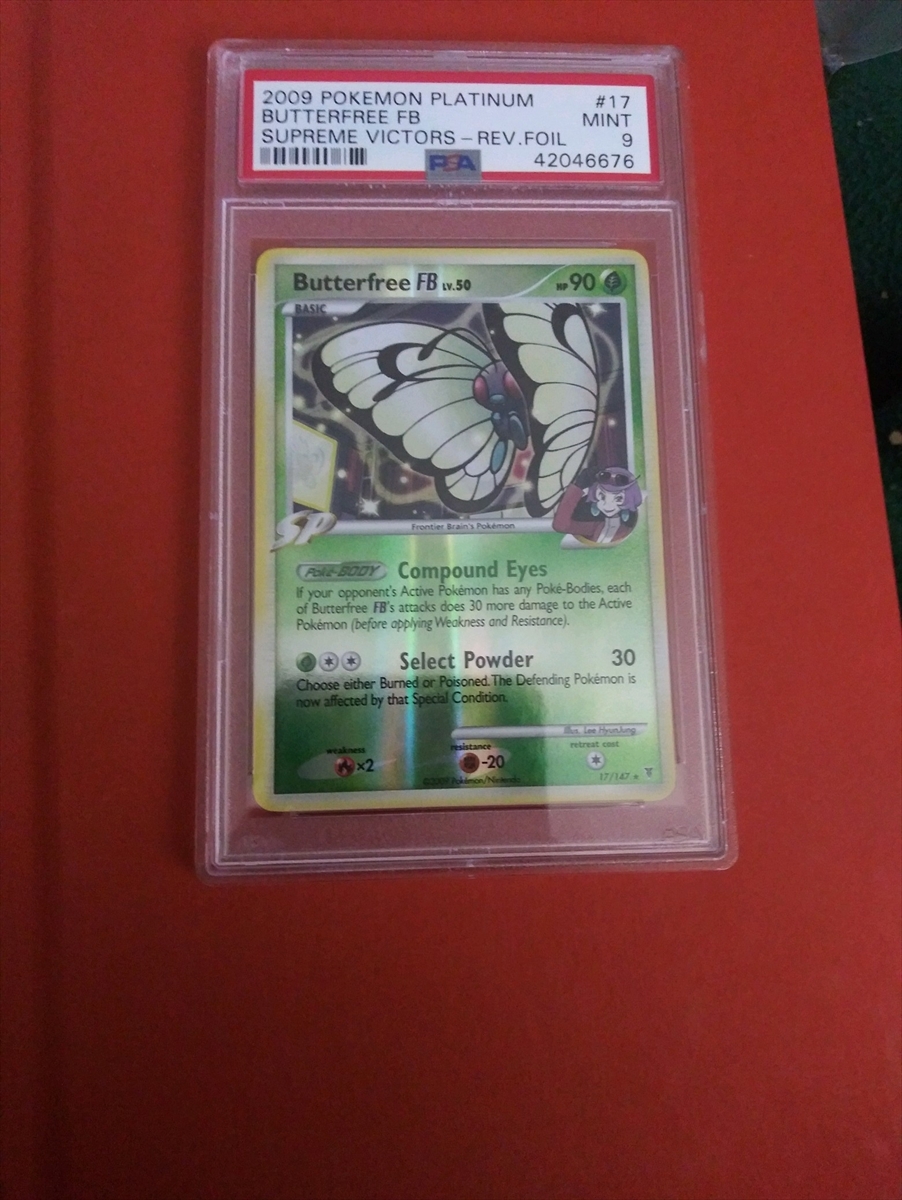 2009 POKEMON PLATINUM #17
BUTTERFREE FB MINT
SUPREME VICTORS - REV.FOIL 9
PSA 42046676
Butterfree FB LV.50 HP 90
BASIC
SP
Frontier Brain's Pokémon
Poké-BODY Compound Eyes
If your opponent's Active Pokémon has any Poké-Bodies, each
of Butterfree FB's attacks does 30 more damage to the Active
Pokémon (before applying Weakness and Resistance).
Select Powder 30
Choose either Burned or Poisoned. The Defending Pokémon is
now affected by that Special Condition.
Illus. Lee HyunJung
weakness resistance retreat cost
×2 -20
©2009 Pokémon/Nintendo 17/147 ★
PSA